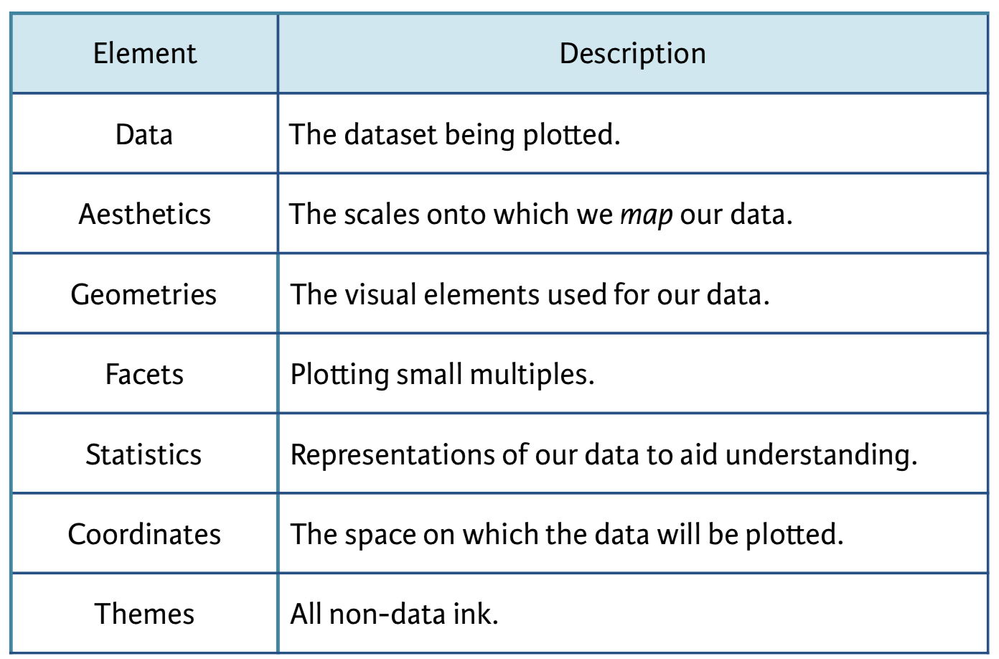 Element Description
Data The dataset being plotted.
Aesthetics The scales onto which we map our data.
Geometries The visual elements used for our data.
Facets Plotting small multiples.
Statistics Representations of our data to aid understanding.
Coordinates The space on which the data will be plotted.
Themes All non-data ink.